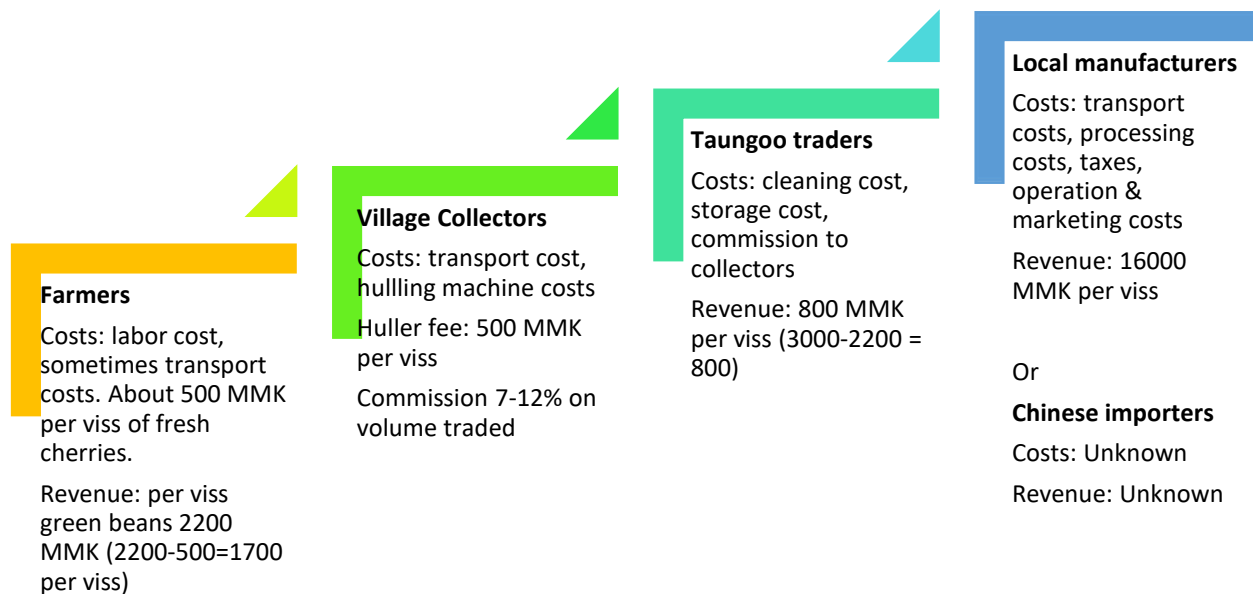 Farmers
Costs: labor cost,
sometimes transport
costs. About 500 MMK
per viss of fresh
cherries.
Revenue: per viss
green beans 2200
MMK (2200-500=1700
per viss)
Village Collectors
Costs: transport cost,
hullling machine costs
Huller fee: 500 MMK
per viss
Commission 7-12% on
volume traded
Taungoo traders
Costs: cleaning cost,
storage cost,
commission to
collectors
Revenue: 800 MMK
per viss (3000-2200 =
800)
Local manufacturers
Costs: transport
costs, processing
costs, taxes,
operation &
marketing costs
Revenue: 16000
MMK per viss
Or
Chinese importers
Costs: Unknown
Revenue: Unknown